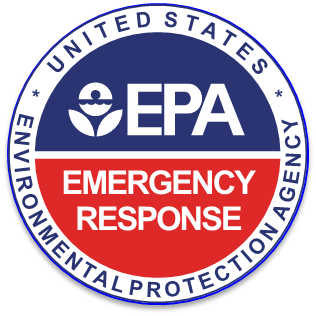 * UNITED STATES *
EPA
EMERGENCY
RESPONSE
ENVIRONMENTAL PROTECTION AGENCY